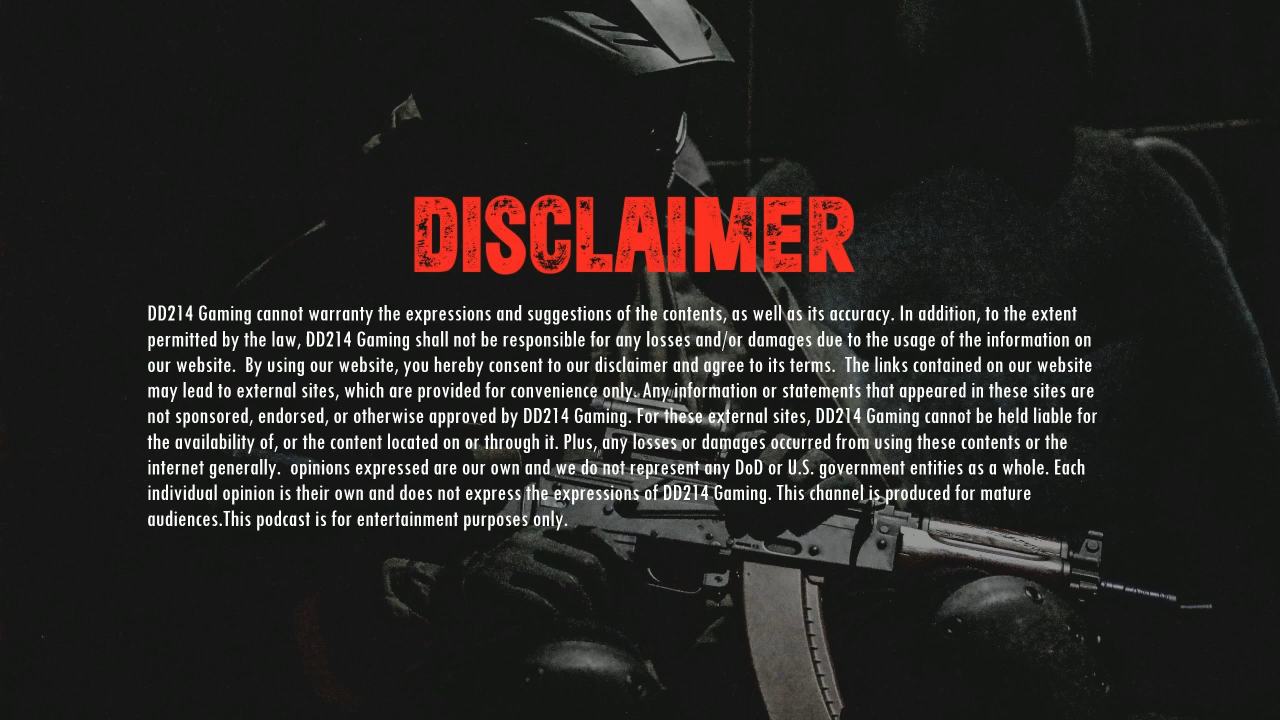 DISCLAIMER
DD214 Gaming cannot warranty the expressions and suggestions of the contents, as well as its accuracy. In addition, to the extent
permitted by the law, DD214 Gaming shall not be responsible for any losses and/or damages due to the usage of the information on
our website.  By using our website, you hereby consent to our disclaimer and agree to its terms.  The links contained on our website
may lead to external sites, which are provided for convenience only. Any information or statements that appeared in these sites are
not sponsored, endorsed, or otherwise approved by DD214 Gaming. For these external sites, DD214 Gaming cannot be held liable for
the availability of, or the content located on or through it. Plus, any losses or damages occurred from using these contents or the
internet generally.  opinions expressed are our own and we do not represent any DoD or U.S. government entities as a whole. Each
individual opinion is their own and does not express the expressions of DD214 Gaming. This channel is produced for mature
audiences.This podcast is for entertainment purposes only.